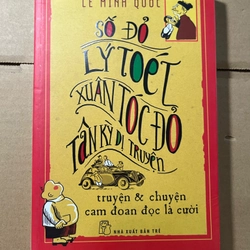 LÊ MINH QUỐC
SỐ ĐỎ
LÝ TOÉT
XUÂN TÓC ĐỎ
TÂN KỲ DỊ TRUYỆN
truyện & chuyện
cam đoan đọc là cười
NHÀ XUẤT BẢN TRẺ